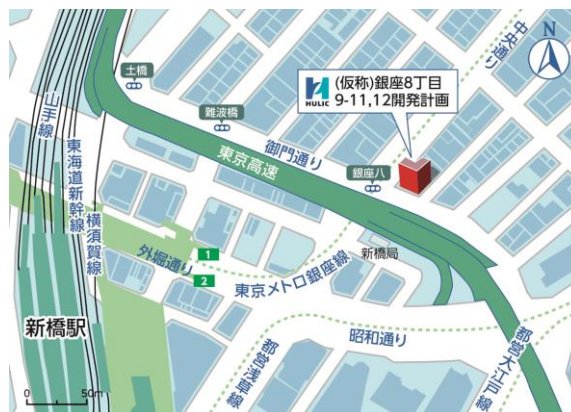 中央通り
N
土橋
HULIC
(仮称)銀座8丁目
9-11,12開発計画
難波橋
山手線
御門通り
東海道新幹線
東京高速
銀座八
横須賀線
外堀通り
1
新橋局
2
東京メトロ銀座線
新橋駅
昭和通り
都営浅草線
都営大江戸線
0
50m